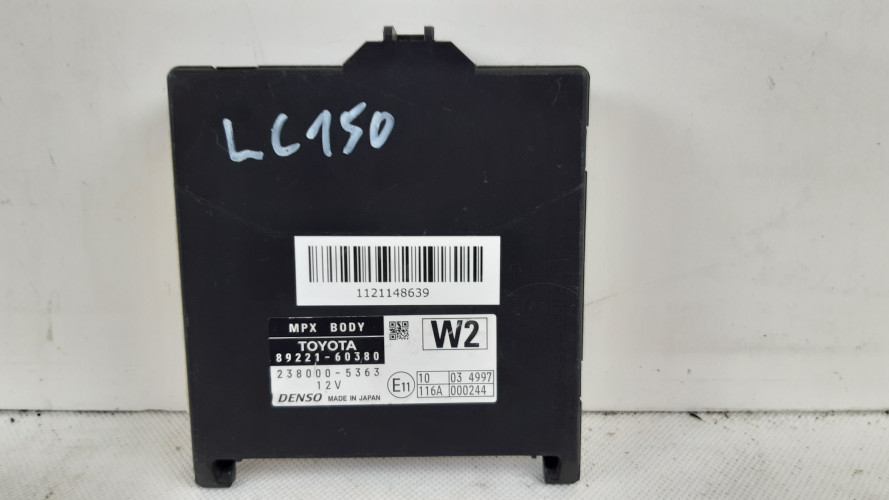 LC150
1121148639
MPX BODY
TOYOTA
89221-60380
238000-5363
12V
DENSO MADE IN JAPAN
W2
E11
10 03 4997
116A 000244